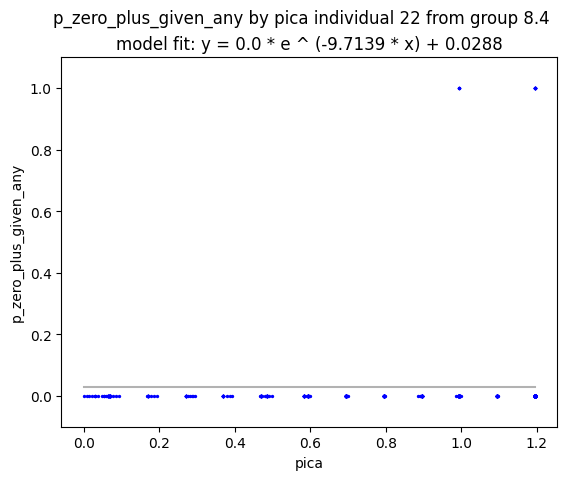 p_zero_plus_given_any by pica individual 22 from group 8.4
model fit: y = 0.0 * e ^ (-9.7139 * x) + 0.0288
1.0
0.8
0.6
0.4
0.2
0.0
p_zero_plus_given_any
0.0 0.2 0.4 0.6 0.8 1.0 1.2
pica